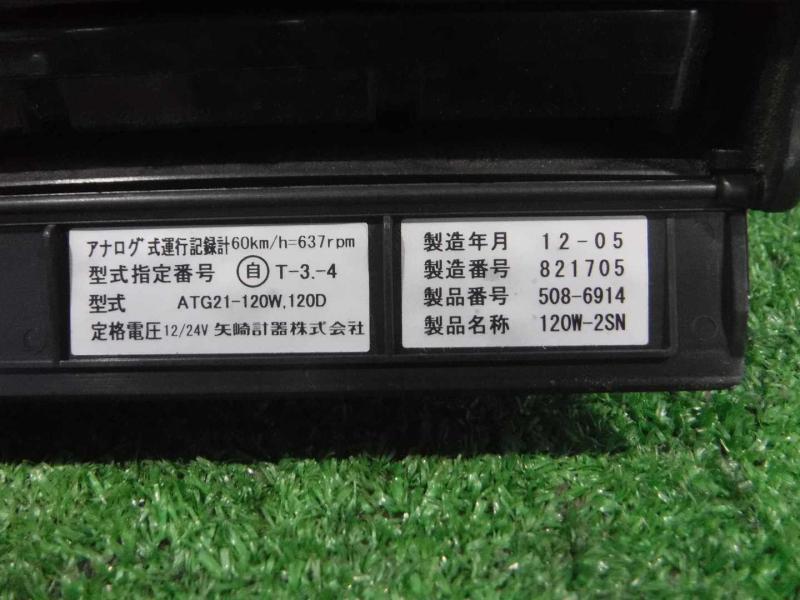 アナログ式運行記録計60km/h=637rpm
型式指定番号 自 T-3.-4
型式 ATG21-120W,120D
定格電圧12/24V 矢崎計器株式会社
製造年月 12-05
製造番号 821705
製品番号 508-6914
製品名称 120W-2SN